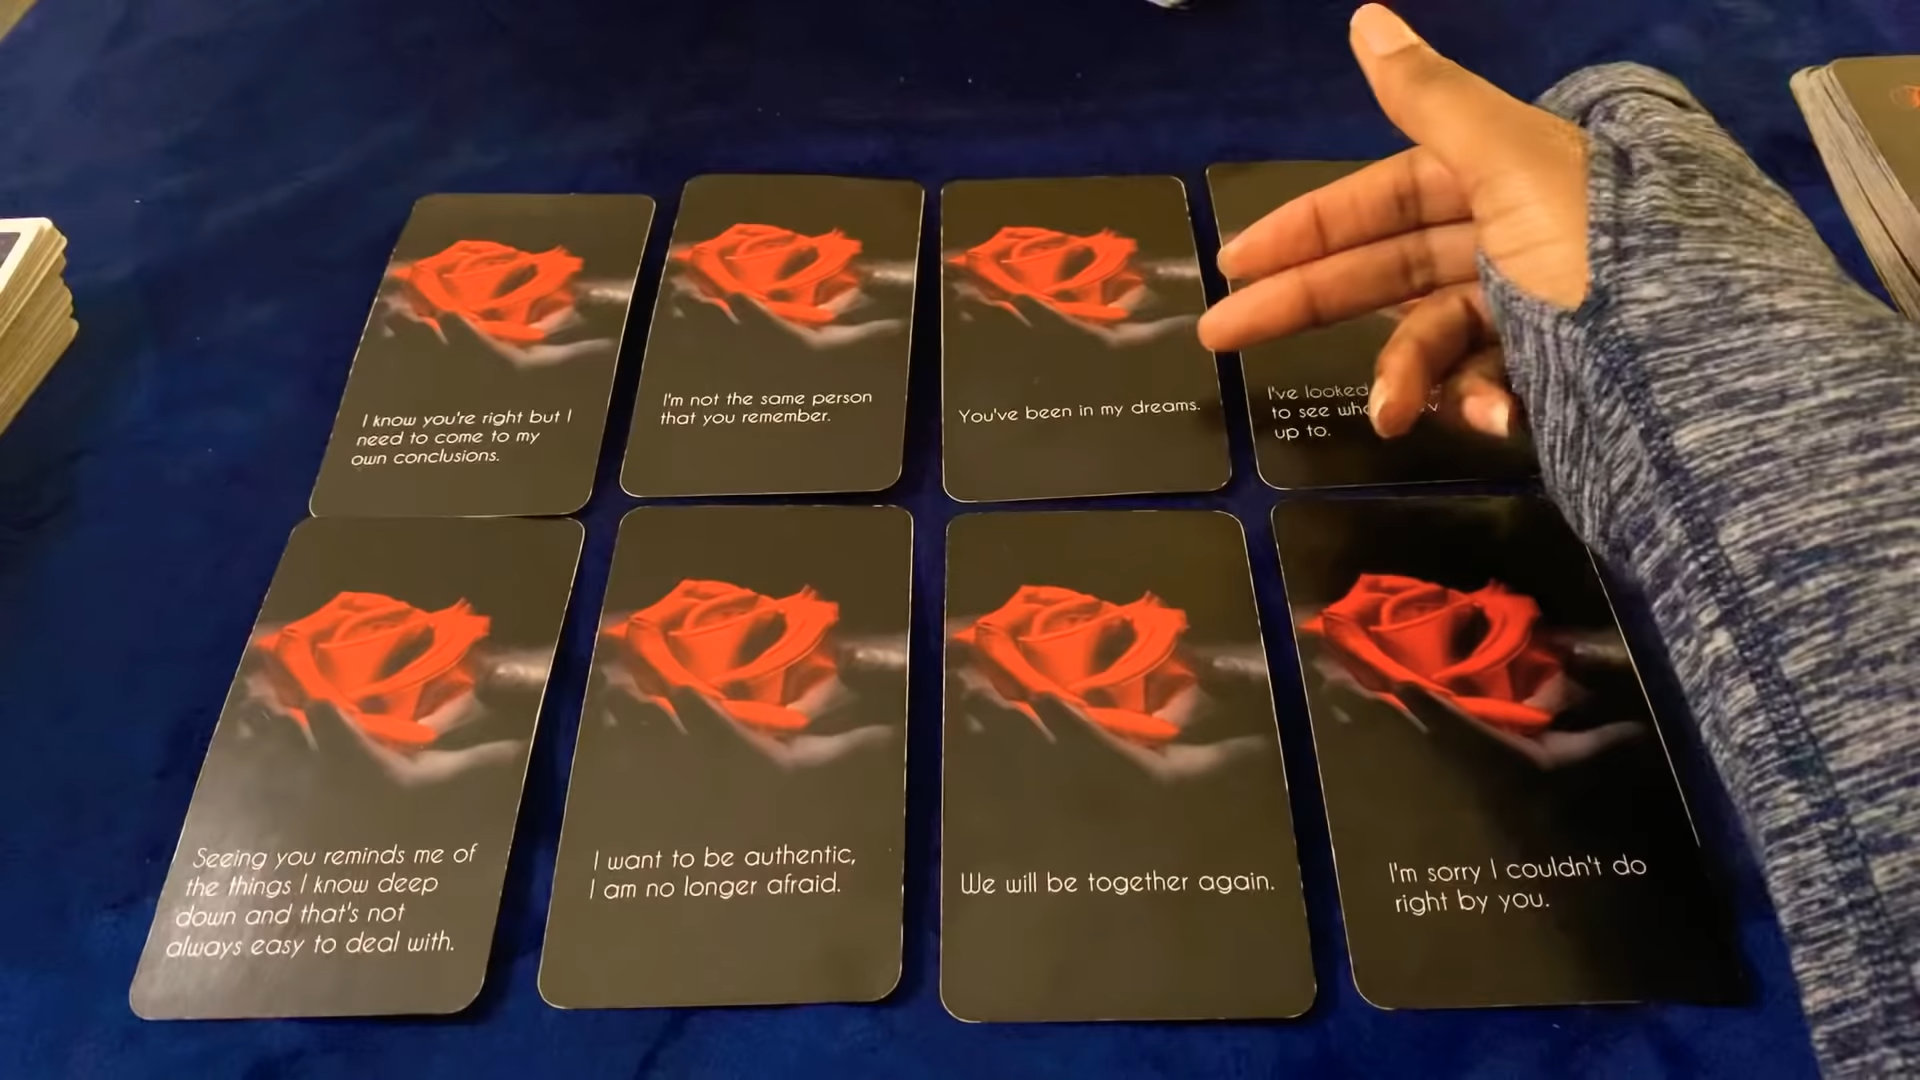 I know you're right but I
need to come to my
own conclusions.
I'm not the same person
that you remember.
You've been in my dreams.
I've looked
to see
up to.
Seeing you reminds me of
the things I know deep
down and that's not
always easy to deal with.
I want to be authentic,
I am no longer afraid.
We will be together again.
I'm sorry I couldn't do
right by you.